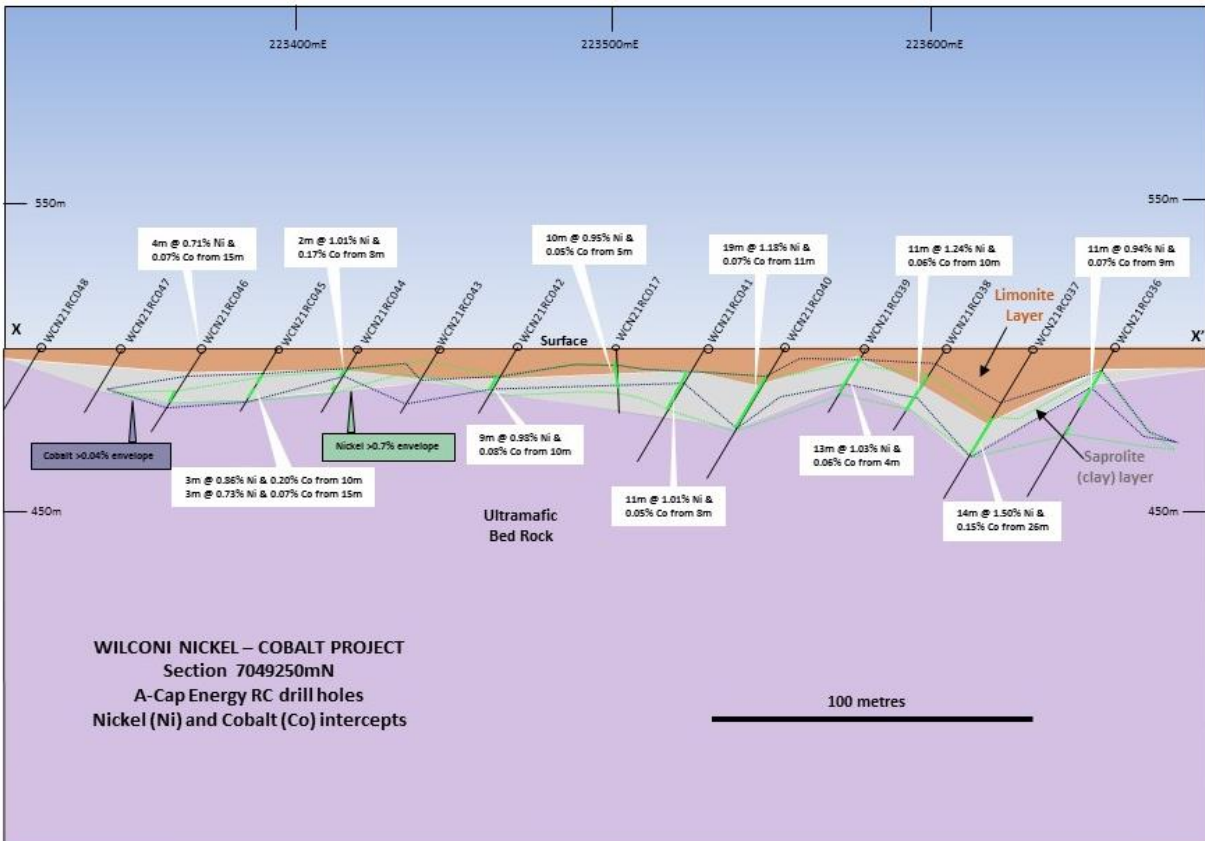 223400mE
223500mE
223600mE
550m
550m
4m @ 0.71% Ni &
0.07% Co from 15m
2m @ 1.01% Ni &
0.17% Co from 8m
10m @ 0.95% Ni &
0.05% Co from 5m
19m @ 1.18% Ni &
0.07% Co from 11m
11m @ 1.24% Ni &
0.06% Co from 10m
11m @ 0.94% Ni &
0.07% Co from 9m
WCN21RC048
WCN21RC047
WCN21RC046
WCN21RC045
WCN21RC044
WCN21RC043
WCN21RC042
WCN21RC017
WCN21RC041
WCN21RC040
WCN21RC039
WCN21RC038
WCN21RC037
WCN21RC036
Limonite
Layer
X
Surface
X'
Cobalt >0.04% envelope
Nickel >0.7% envelope
9m @ 0.98% Ni &
0.08% Co from 10m
13m @ 1.03% Ni &
0.06% Co from 4m
Saprolite
(clay) layer
3m @ 0.86% Ni & 0.20% Co from 10m
3m @ 0.73% Ni & 0.07% Co from 15m
11m @ 1.01% Ni &
0.05% Co from 8m
14m @ 1.50% Ni &
0.15% Co from 26m
450m
450m
Ultramafic
Bed Rock
WILCONI NICKEL – COBALT PROJECT
Section 7049250mN
A-Cap Energy RC drill holes
Nickel (Ni) and Cobalt (Co) intercepts
100 metres